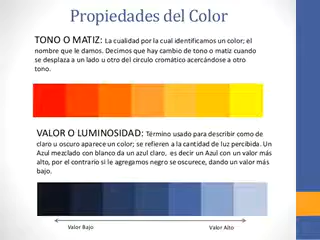 Propiedades del Color
TONO O MATIZ: La cualidad por la cual identificamos un color; el
nombre que le damos. Decimos que hay cambio de tono o matiz cuando
se desplaza a un lado u otro del circulo cromático acercándose a otro
tono.
VALOR O LUMINOSIDAD: Término usado para describir como de
claro u oscuro aparece un color; se refieren a la cantidad de luz percibida. Un
Azul mezclado con blanco da un azul claro, es decir un Azul con un valor más
alto, por el contrario si le agregamos negro se oscurece, dando un valor más
bajo.
Valor Bajo
Valor Alto